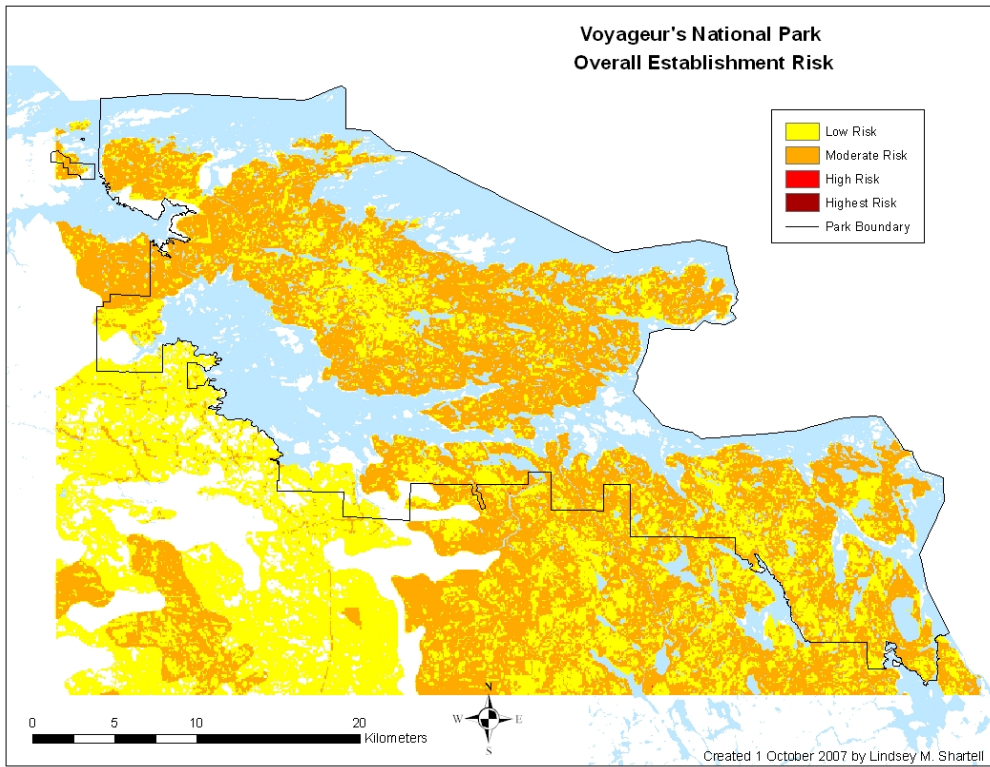 Voyageur's National Park
Overall Establishment Risk
Low Risk
Moderate Risk
High Risk
Highest Risk
Park Boundary
N
W E
S
0 5 10 20
Kilometers
Created 1 October 2007 by Lindsey M. Shartell